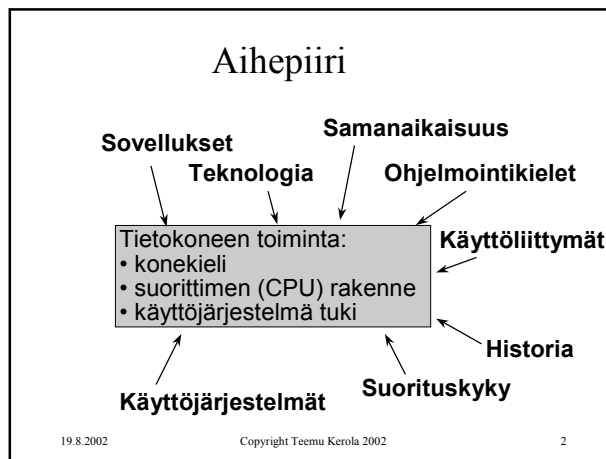 Aihepiiri
Samanaikaisuus
Sovellukset
Teknologia
Ohjelmointikielet
Tietokoneen toiminta:
• konekieli
• suorittimen (CPU) rakenne
• käyttöjärjestelmä tuki
Käyttöliittymät
Historia
Suorituskyky
Käyttöjärjestelmät
19.8.2002 Copyright Teemu Kerola 2002 2